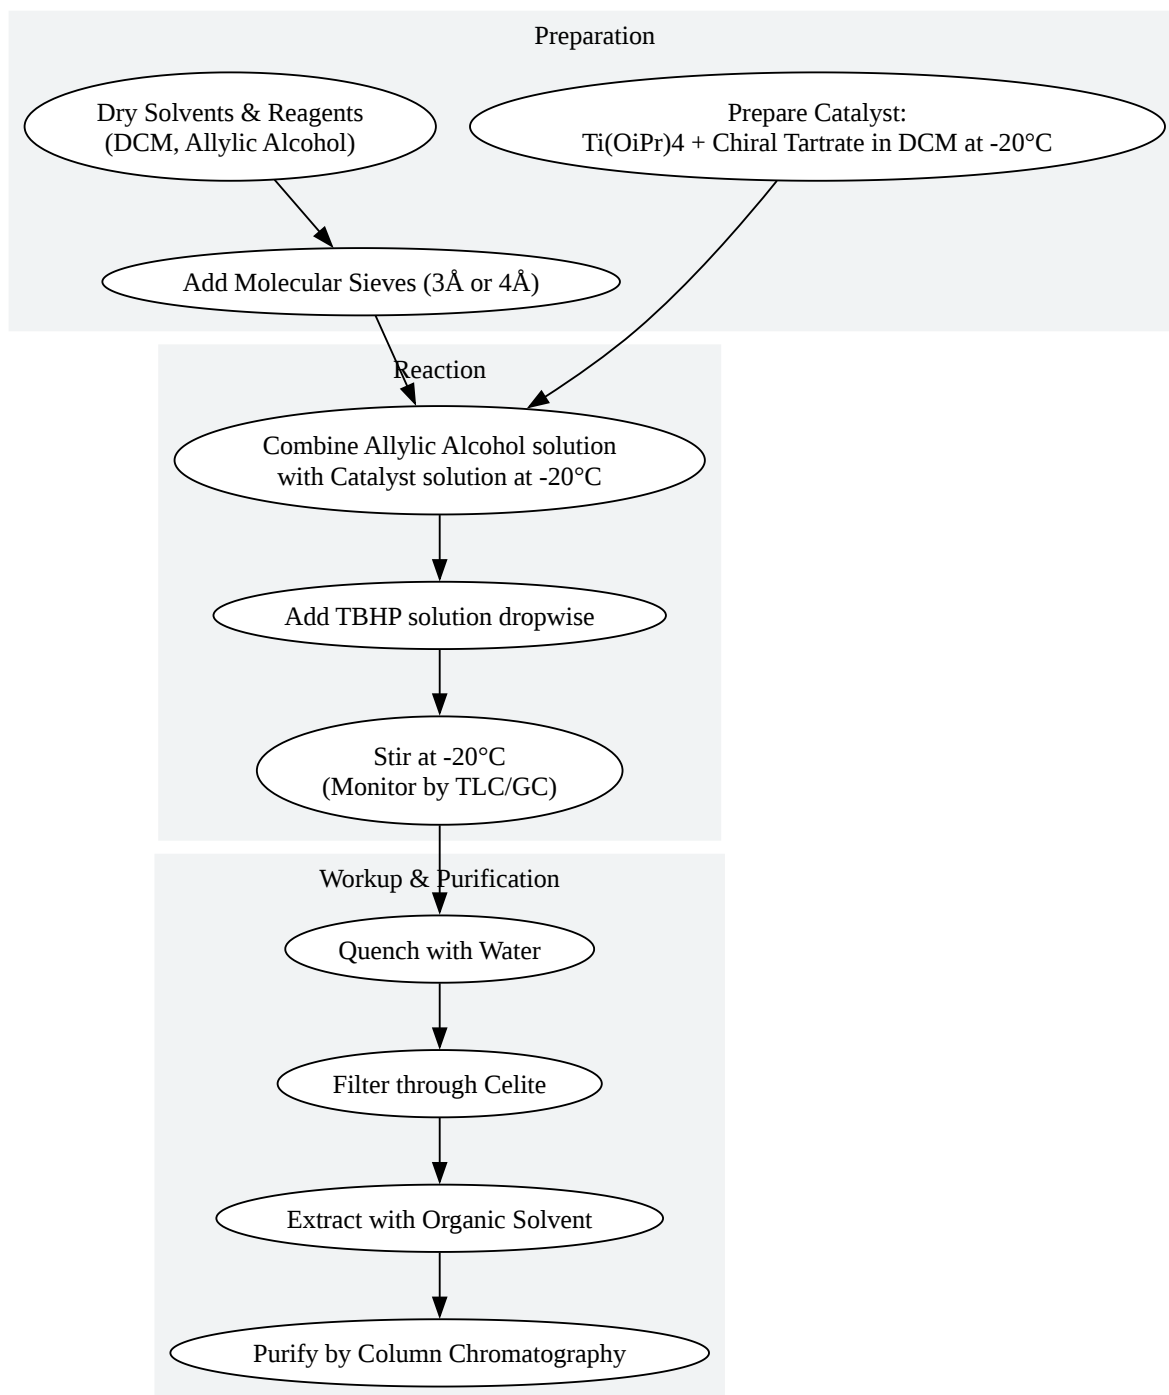 Preparation
Dry Solvents & Reagents
(DCM, Allylic Alcohol)
Prepare Catalyst:
Ti(OiPr)4 + Chiral Tartrate in DCM at -20°C
Add Molecular Sieves (3Å or 4Å)
Reaction
Combine Allylic Alcohol solution
with Catalyst solution at -20°C
Add TBHP solution dropwise
Stir at -20°C
(Monitor by TLC/GC)
Workup & Purification
Quench with Water
Filter through Celite
Extract with Organic Solvent
Purify by Column Chromatography